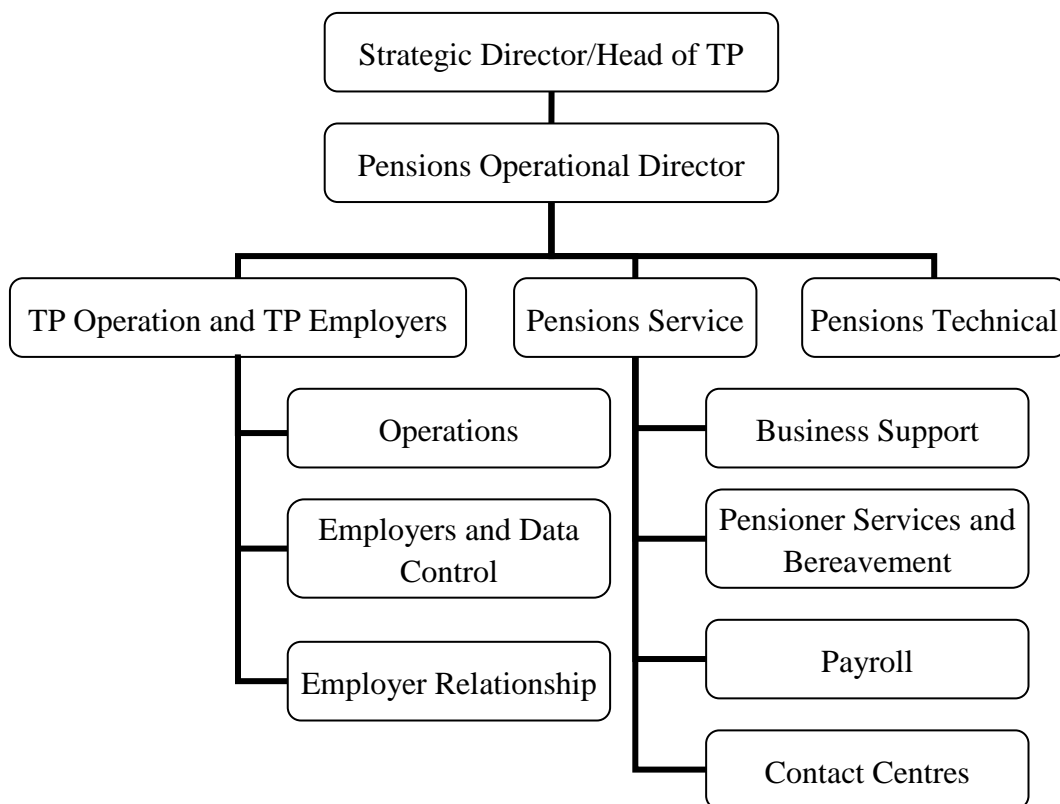 Strategic Director/Head of TP
Pensions Operational Director
TP Operation and TP Employers
Pensions Service
Pensions Technical
Operations
Employers and Data
Control
Employer Relationship
Business Support
Pensioner Services and
Bereavement
Payroll
Contact Centres